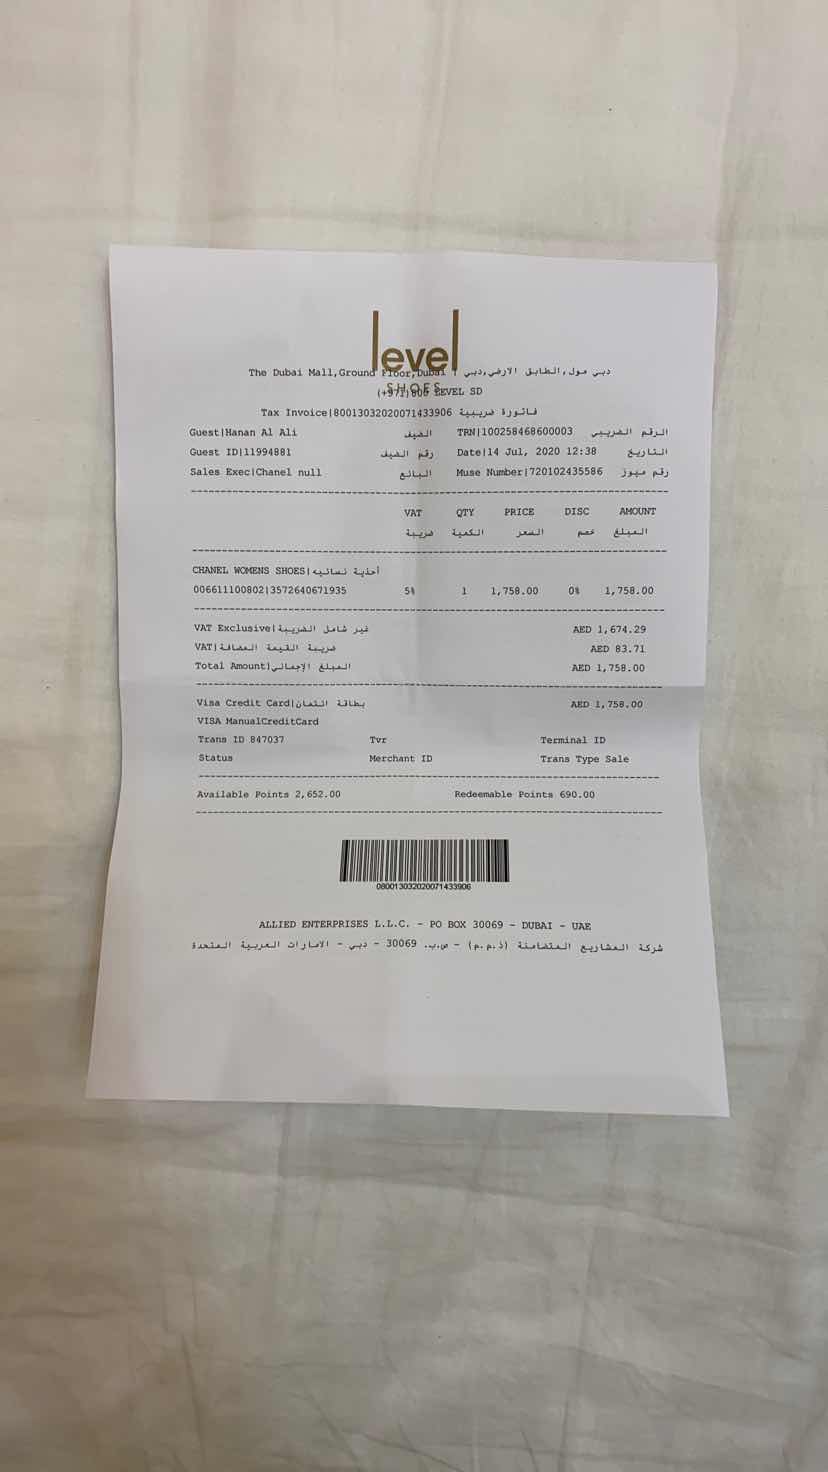 level
SHOES
The Dubai Mall,Ground Floor,Dubai | دبي مول,الطابق الارضي,دبي
(+971)800 LEVEL SD
Tax Invoice|80013032020071433906 فاتورة ضريبية
Guest|Hanan Al Ali الضيف TRN|100258468600003 الرقم الضريبي
Guest ID|11994881 رقم الضيف Date|14 Jul, 2020 12:38 التاريخ
Sales Exec|Chanel null البائع Muse Number|720102435586 رقم ميوز
VAT QTY PRICE DISC AMOUNT
ضريبة الكمية السعر خصم المبلغ
CHANEL WOMENS SHOES|أحذية نسائيه
006611100802|3572640671935 5% 1 1,758.00 0% 1,758.00
VAT Exclusive|غير شامل الضريبة AED 1,674.29
VAT|ضريبة القيمة المضافة AED 83.71
Total Amount|المبلغ الإجمالي AED 1,758.00
Visa Credit Card|بطاقة ائتمان AED 1,758.00
VISA ManualCreditCard
Trans ID 847037 Tvr Terminal ID
Status Merchant ID Trans Type Sale
Available Points 2,652.00 Redeemable Points 690.00
080013032020071433906
ALLIED ENTERPRISES L.L.C. - PO BOX 30069 - DUBAI - UAE
شركة المشاريع المتضامنة (ذ.م.م) - ص.ب. 30069 - دبي - الامارات العربية المتحدة